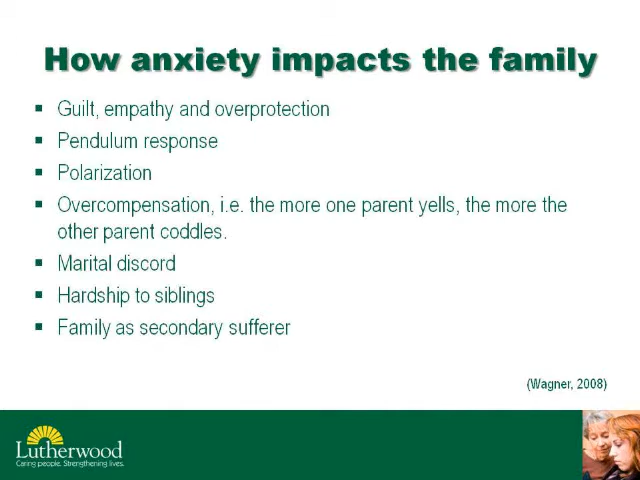 How anxiety impacts the family
▪ Guilt, empathy and overprotection
▪ Pendulum response
▪ Polarization
▪ Overcompensation, i.e. the more one parent yells, the more the
other parent coddles.
▪ Marital discord
▪ Hardship to siblings
▪ Family as secondary sufferer
(Wagner, 2008)
Lutherwood
Caring people. Strengthening lives.